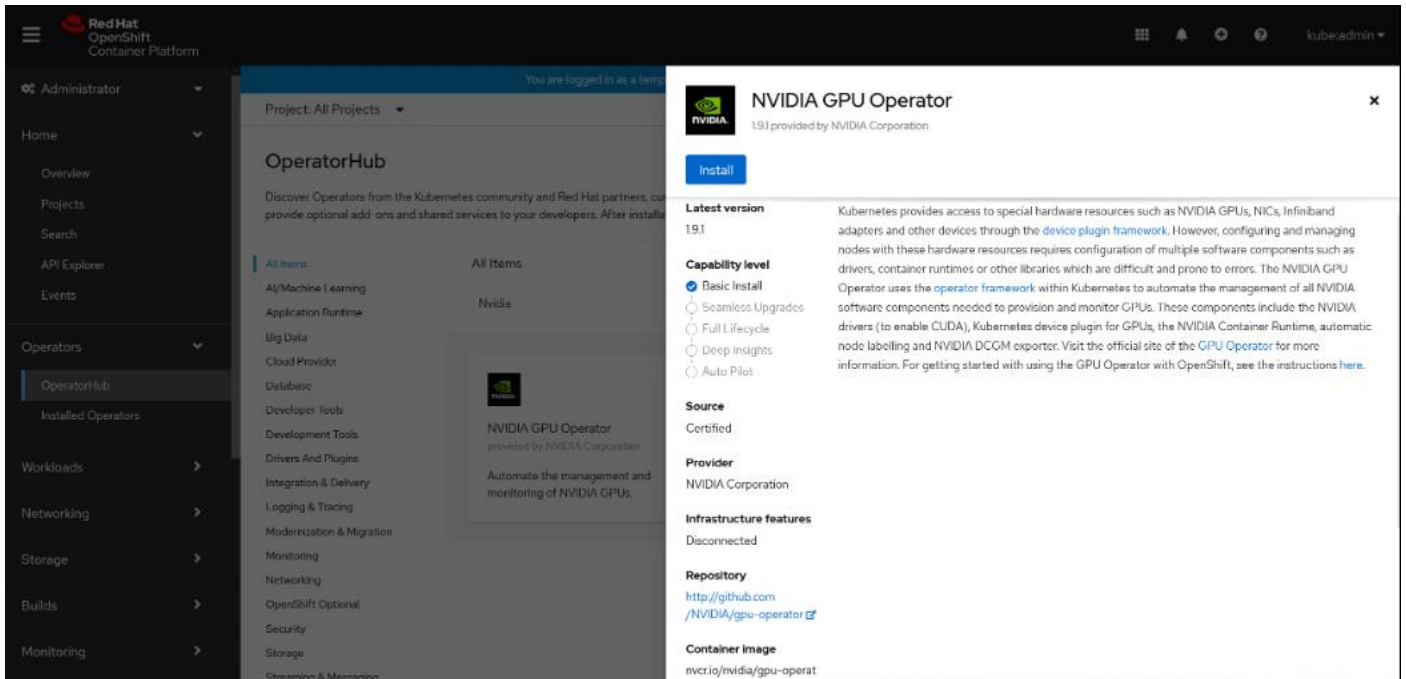 Red Hat
OpenShift
Container Platform
kube:admin
Administrator
Home
Overview
Projects
Search
API Explorer
Events
Operators
OperatorHub
Installed Operators
Workloads
Networking
Storage
Builds
Monitoring
You are logged in as a temp
Project: All Projects
OperatorHub
Discover Operators from the Kubernetes community and Red Hat partners, cur
provide optional add-ons and shared services to your developers. After installa
All Items
AI/Machine Learning
Application Runtime
Big Data
Cloud Provider
Database
Developer Tools
Development Tools
Drivers And Plugins
Integration & Delivery
Logging & Tracing
Modernization & Migration
Monitoring
Networking
OpenShift Optional
Security
Storage
Streaming & Messaging
All Items
Nvidia
NVIDIA
NVIDIA GPU Operator
provided by NVIDIA Corporation
Automate the management and
monitoring of NVIDIA GPUs.
NVIDIA
NVIDIA GPU Operator
1.9.1 provided by NVIDIA Corporation
Install
Latest version
1.9.1
Capability level
Basic Install
Seamless Upgrades
Full Lifecycle
Deep Insights
Auto Pilot
Source
Certified
Provider
NVIDIA Corporation
Infrastructure features
Disconnected
Repository
http://github.com
/NVIDIA/gpu-operator
Container image
nvcr.io/nvidia/gpu-operat
Kubernetes provides access to special hardware resources such as NVIDIA GPUs, NICs, Infiniband
adapters and other devices through the device plugin framework. However, configuring and managing
nodes with these hardware resources requires configuration of multiple software components such as
drivers, container runtimes or other libraries which are difficult and prone to errors. The NVIDIA GPU
Operator uses the operator framework within Kubernetes to automate the management of all NVIDIA
software components needed to provision and monitor GPUs. These components include the NVIDIA
drivers (to enable CUDA), Kubernetes device plugin for GPUs, the NVIDIA Container Runtime, automatic
node labelling and NVIDIA DCGM exporter. Visit the official site of the GPU Operator for more
information. For getting started with using the GPU Operator with OpenShift, see the instructions here.